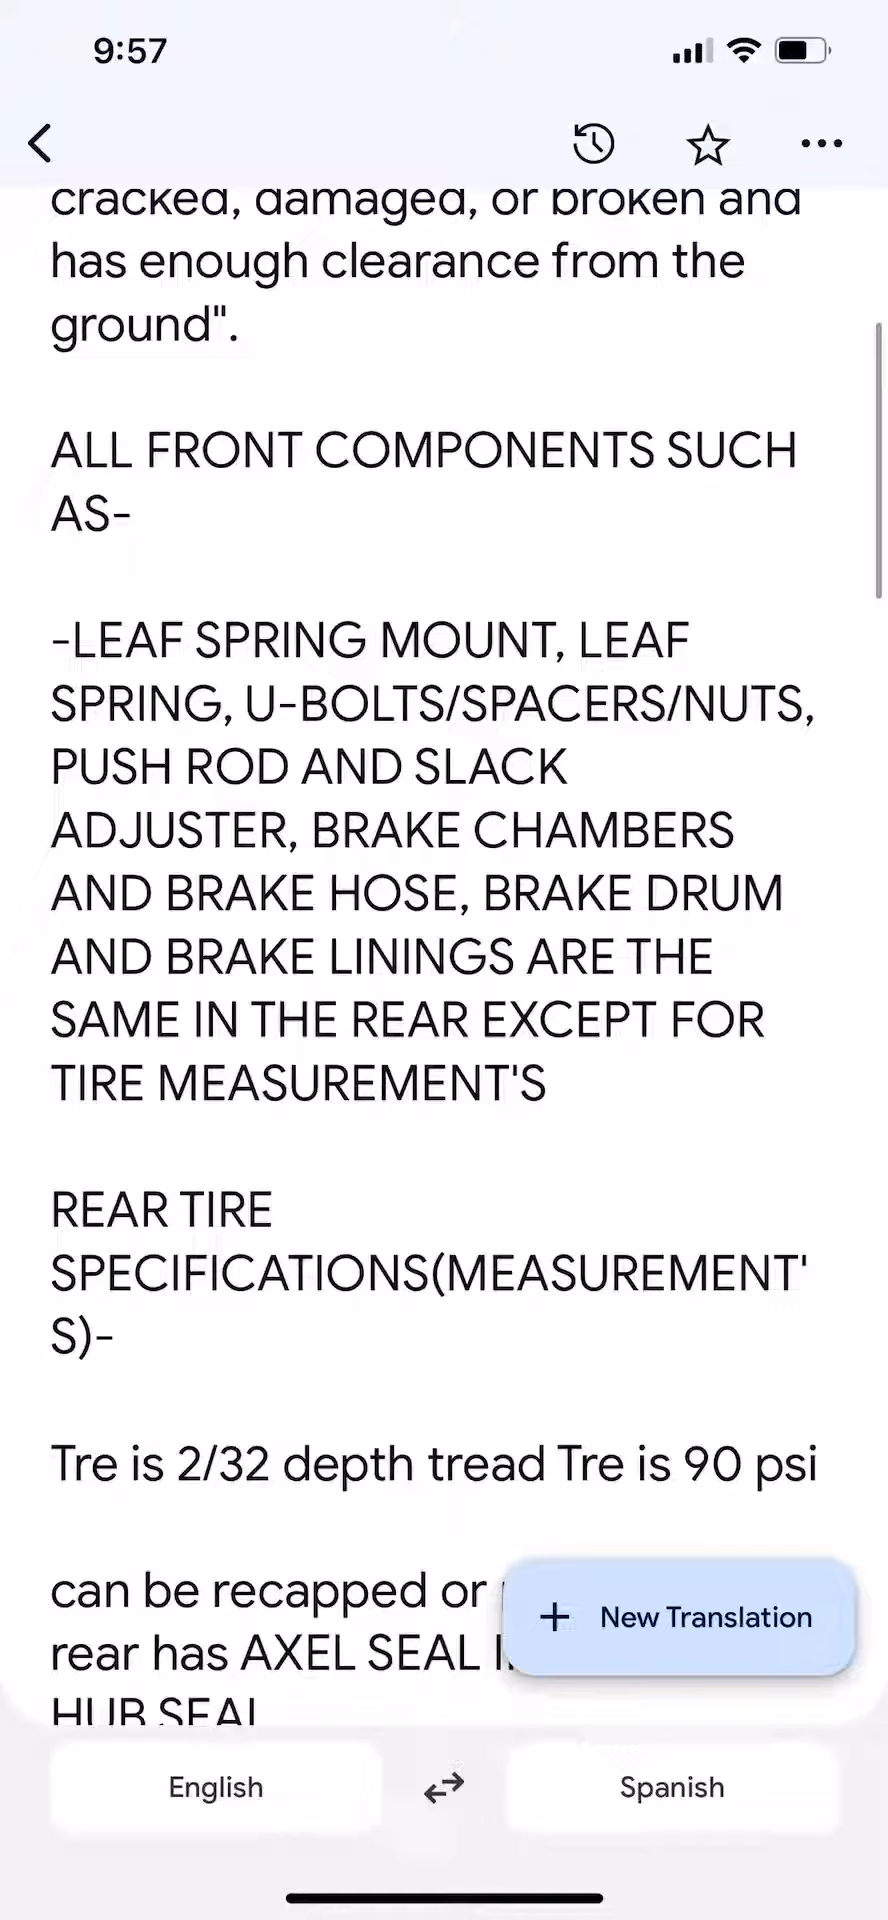 9:57
cracked, damaged, or broken and
has enough clearance from the
ground".
ALL FRONT COMPONENTS SUCH
AS-
-LEAF SPRING MOUNT, LEAF
SPRING, U-BOLTS/SPACERS/NUTS,
PUSH ROD AND SLACK
ADJUSTER, BRAKE CHAMBERS
AND BRAKE HOSE, BRAKE DRUM
AND BRAKE LININGS ARE THE
SAME IN THE REAR EXCEPT FOR
TIRE MEASUREMENT'S
REAR TIRE
SPECIFICATIONS(MEASUREMENT'
S)-
Tre is 2/32 depth tread Tre is 90 psi
can be recapped or
rear has AXEL SEAL
HUB SEAL
+ New Translation
English
Spanish